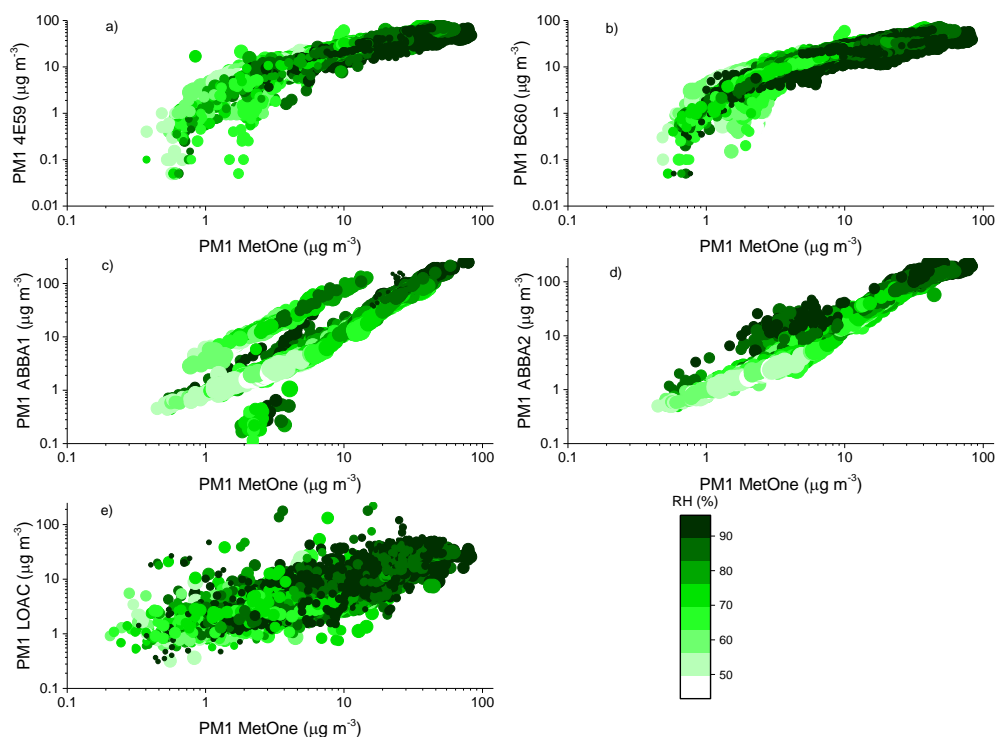 a)
PM1 4E59 (µg m⁻³)
100
10
1
0.1
0.01
0.1
1
10
100
PM1 MetOne (µg m⁻³)
b)
PM1 BC60 (µg m⁻³)
100
10
1
0.1
0.01
0.1
1
10
100
PM1 MetOne (µg m⁻³)
c)
PM1 ABBA1 (µg m⁻³)
100
10
1
0.1
0.1
1
10
100
PM1 MetOne (µg m⁻³)
d)
PM1 ABBA2 (µg m⁻³)
100
10
1
0.1
0.1
1
10
100
PM1 MetOne (µg m⁻³)
e)
PM1 LOAC (µg m⁻³)
100
10
1
0.1
0.1
1
10
100
PM1 MetOne (µg m⁻³)
RH (%)
90
80
70
60
50